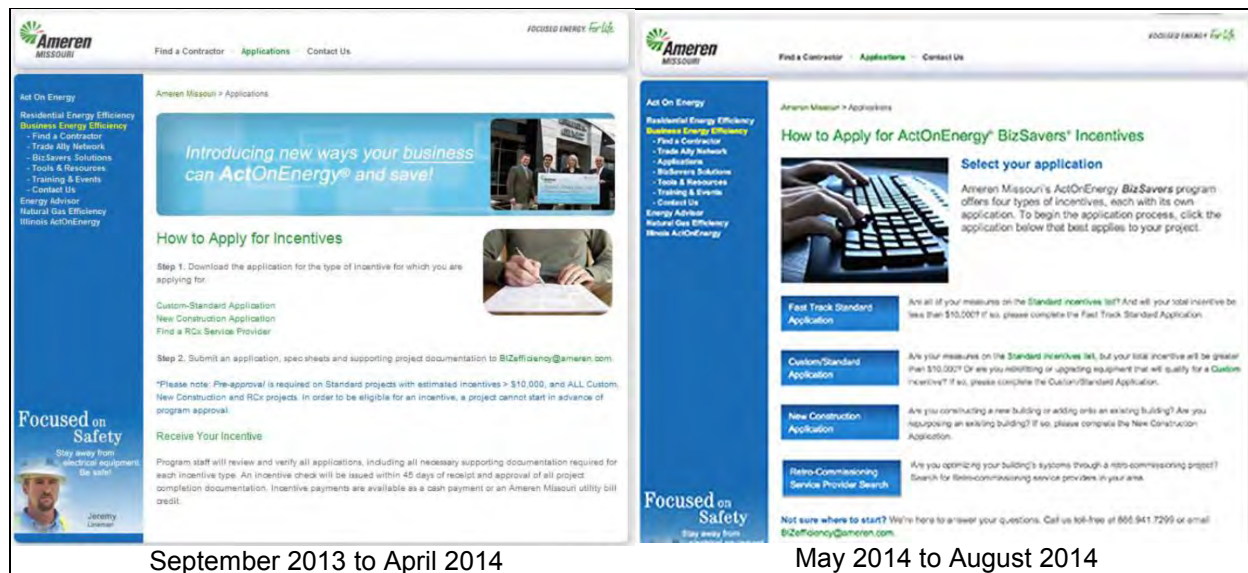 Ameren
MISSOURI
FOCUSED ENERGY. For Life.
Find a Contractor
Applications
Contact Us
Act On Energy
Residential Energy Efficiency
Business Energy Efficiency
- Find a Contractor
- Trade Ally Network
- BizSavers Solutions
- Tools & Resources
- Training & Events
- Contact Us
Energy Advisor
Natural Gas Efficiency
Illinois ActOnEnergy
Focused on
Safety
Stay away from
electrical equipment.
Be safe!
Jeremy
Lineman
Ameren Missouri > Applications
Introducing new ways your business
can ActOnEnergy® and save!
How to Apply for Incentives
Step 1. Download the application for the type of incentive for which you are
applying for.
Custom-Standard Application
New Construction Application
Find a RCx Service Provider
Step 2. Submit an application, spec sheets and supporting project documentation to BIZefficiency@ameren.com.
*Please note: Pre-approval is required on Standard projects with estimated incentives > $10,000, and ALL Custom,
New Construction and RCx projects. In order to be eligible for an incentive, a project cannot start in advance of
program approval.
Receive Your Incentive
Program staff will review and verify all applications, including all necessary supporting documentation required for
each incentive type. An incentive check will be issued within 45 days of receipt and approval of all project
completion documentation. Incentive payments are available as a cash payment or an Ameren Missouri utility bill
credit.
September 2013 to April 2014
Ameren
MISSOURI
FOCUSED ENERGY. For Life.
Find a Contractor
Applications
Contact Us
Act On Energy
Residential Energy Efficiency
Business Energy Efficiency
- Find a Contractor
- Trade Ally Network
- Applications
- BizSavers Solutions
- Tools & Resources
- Training & Events
- Contact Us
Energy Advisor
Natural Gas Efficiency
Illinois ActOnEnergy
Focused on
Safety
Stay away from
Ameren Missouri > Applications
How to Apply for ActOnEnergy® BizSavers® Incentives
Select your application
Ameren Missouri's ActOnEnergy BizSavers program
offers four types of incentives, each with its own
application. To begin the application process, click the
application below that best applies to your project.
Fast Track Standard
Application
Are all of your measures on the Standard incentives list? And will your total incentive be
less than $10,000? If so, please complete the Fast Track Standard Application.
Custom/Standard
Application
Are your measures on the Standard incentives list, but your total incentive will be greater
than $10,000? Or are you retrofitting or upgrading equipment that will qualify for a Custom
incentive? If so, please complete the Custom/Standard Application.
New Construction
Application
Are you constructing a new building or adding onto an existing building? Are you
repurposing an existing building? If so, please complete the New Construction
Application.
Retro-Commissioning
Service Provider Search
Are you optimizing your building's systems through a retro-commissioning project?
Search for Retro-commissioning service providers in your area.
Not sure where to start? We're here to answer your questions. Call us toll-free at 866.941.7299 or email
BIZefficiency@ameren.com.
May 2014 to August 2014